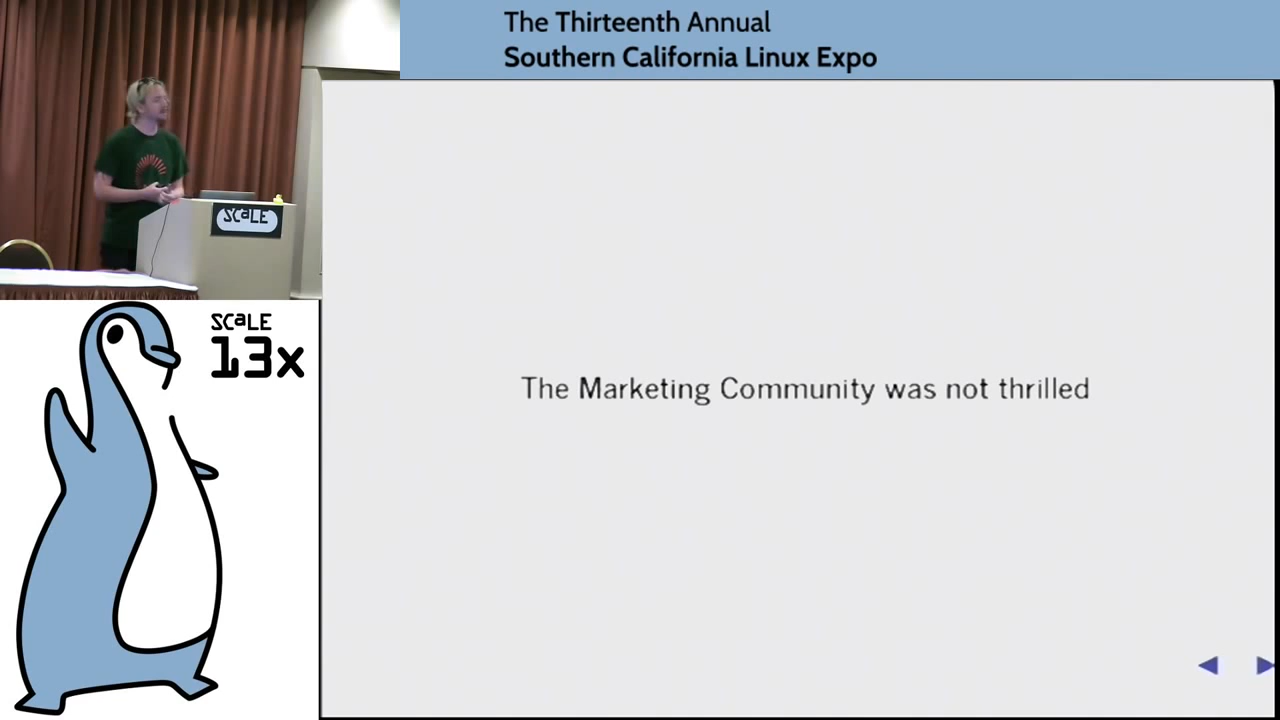 The Thirteenth Annual
Southern California Linux Expo
SCaLE
SCaLE
13x
The Marketing Community was not thrilled